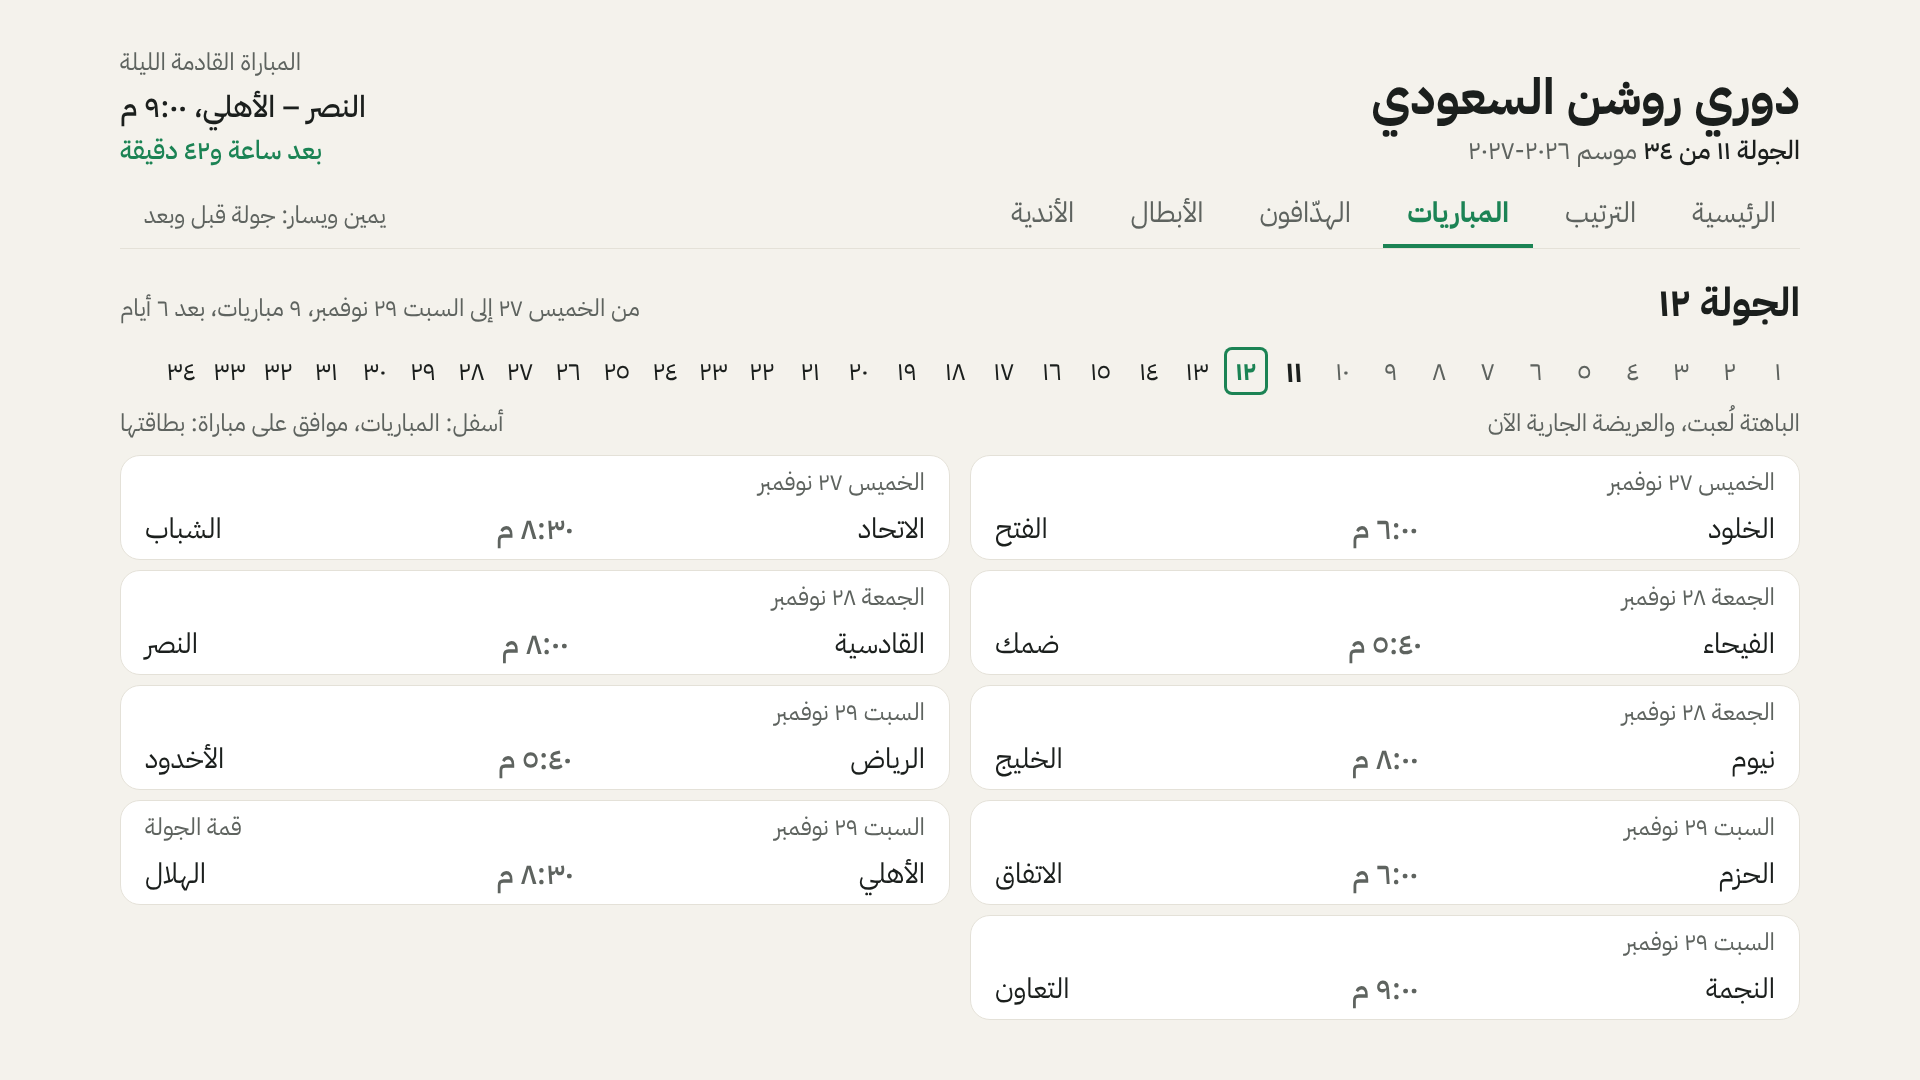 دوري روشن السعودي
الجولة ١١ من ٣٤ موسم ٢٠٢٦-٢٠٢٧
المباراة القادمة الليلة
النصر – الأهلي، ٩:٠٠ م
بعد ساعة و٤٢ دقيقة
الرئيسية الترتيب المباريات الهدّافون الأبطال الأندية
يمين ويسار: جولة قبل وبعد
الجولة ١٢
من الخميس ٢٧ إلى السبت ٢٩ نوفمبر، ٩ مباريات، بعد ٦ أيام
١ ٢ ٣ ٤ ٥ ٦ ٧ ٨ ٩ ١٠ ١١ ١٢ ١٣ ١٤ ١٥ ١٦ ١٧ ١٨ ١٩ ٢٠ ٢١ ٢٢ ٢٣ ٢٤ ٢٥ ٢٦ ٢٧ ٢٨ ٢٩ ٣٠ ٣١ ٣٢ ٣٣ ٣٤
الباهتة لُعبت، والعريضة الجارية الآن
أسفل: المباريات، موافق على مباراة: بطاقتها
الخميس ٢٧ نوفمبر
الخلود ٦:٠٠ م الفتح
الخميس ٢٧ نوفمبر
الاتحاد ٨:٣٠ م الشباب
الجمعة ٢٨ نوفمبر
الفيحاء ٥:٤٠ م ضمك
الجمعة ٢٨ نوفمبر
القادسية ٨:٠٠ م النصر
الجمعة ٢٨ نوفمبر
نيوم ٨:٠٠ م الخليج
السبت ٢٩ نوفمبر
الرياض ٥:٤٠ م الأخدود
السبت ٢٩ نوفمبر
الحزم ٦:٠٠ م الاتفاق
السبت ٢٩ نوفمبر قمة الجولة
الأهلي ٨:٣٠ م الهلال
السبت ٢٩ نوفمبر
النجمة ٩:٠٠ م التعاون